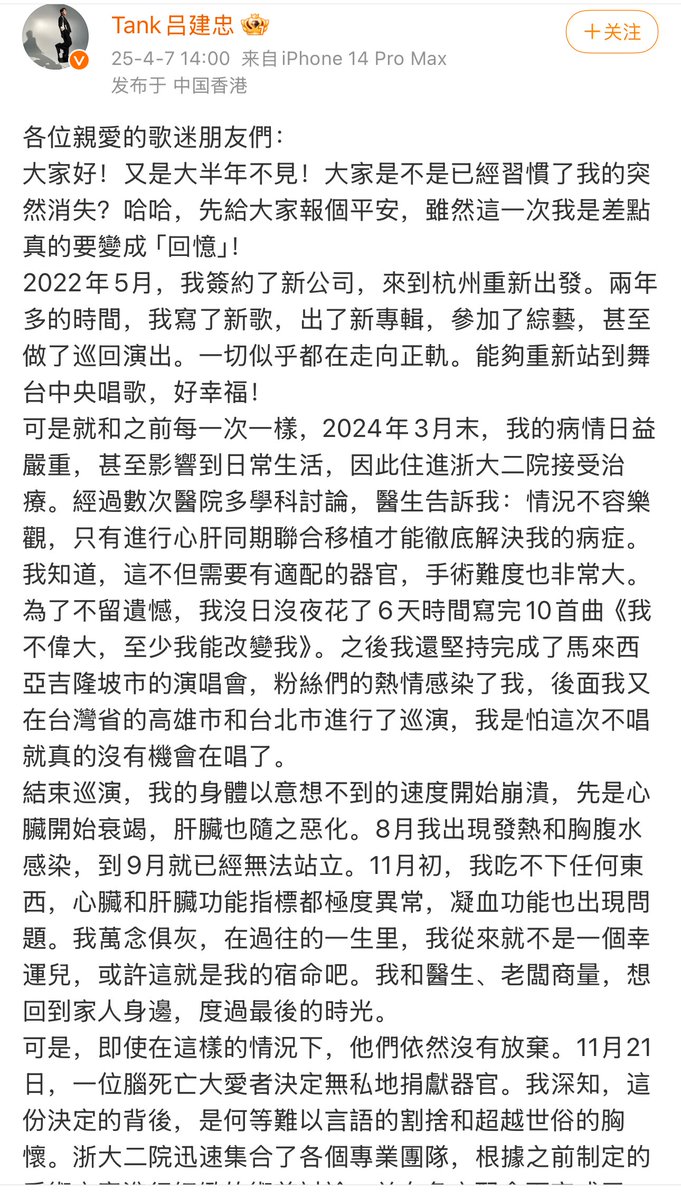 Tank吕建忠
25-4-7 14:00 来自iPhone 14 Pro Max
发布于 中国香港
+关注
各位親愛的歌迷朋友們：
大家好！又是大半年不見！大家是不是已經習慣了我的突
然消失？哈哈，先給大家報個平安，雖然這一次我是差點
真的要變成「回憶」！
2022年5月，我簽約了新公司，來到杭州重新出發。兩年
多的時間，我寫了新歌，出了新專輯，參加了綜藝，甚至
做了巡回演出。一切似乎都在走向正軌。能夠重新站到舞
台中央唱歌，好幸福！
可是就和之前每一次一樣，2024年3月末，我的病情日益
嚴重，甚至影響到日常生活，因此住進浙大二院接受治
療。經過數次醫院多學科討論，醫生告訴我：情況不容樂
觀，只有進行心肝同期聯合移植才能徹底解決我的病症。
我知道，這不但需要有適配的器官，手術難度也非常大。
為了不留遺憾，我沒日沒夜花了6天時間寫完10首曲《我
不偉大，至少我能改變我》。之後我還堅持完成了馬來西
亞吉隆坡市的演唱會，粉絲們的熱情感染了我，後面我又
在台灣省的高雄市和台北市進行了巡演，我是怕這次不唱
就真的沒有機會在唱了。
結束巡演，我的身體以意想不到的速度開始崩潰，先是心
臟開始衰竭，肝臟也隨之惡化。8月我出現發熱和胸腹水
感染，到9月就已經無法站立。11月初，我吃不下任何東
西，心臟和肝臟功能指標都極度異常，凝血功能也出現問
題。我萬念俱灰，在過往的一生里，我從來就不是一個幸
運兒，或許這就是我的宿命吧。我和醫生、老闆商量，想
回到家人身邊，度過最後的時光。
可是，即使在這樣的情況下，他們依然沒有放棄。11月21
日，一位腦死亡大愛者決定無私地捐獻器官。我深知，這
份決定的背後，是何等難以言語的割捨和超越世俗的胸
懷。浙大二院迅速集合了各個專業團隊，根據之前制定的